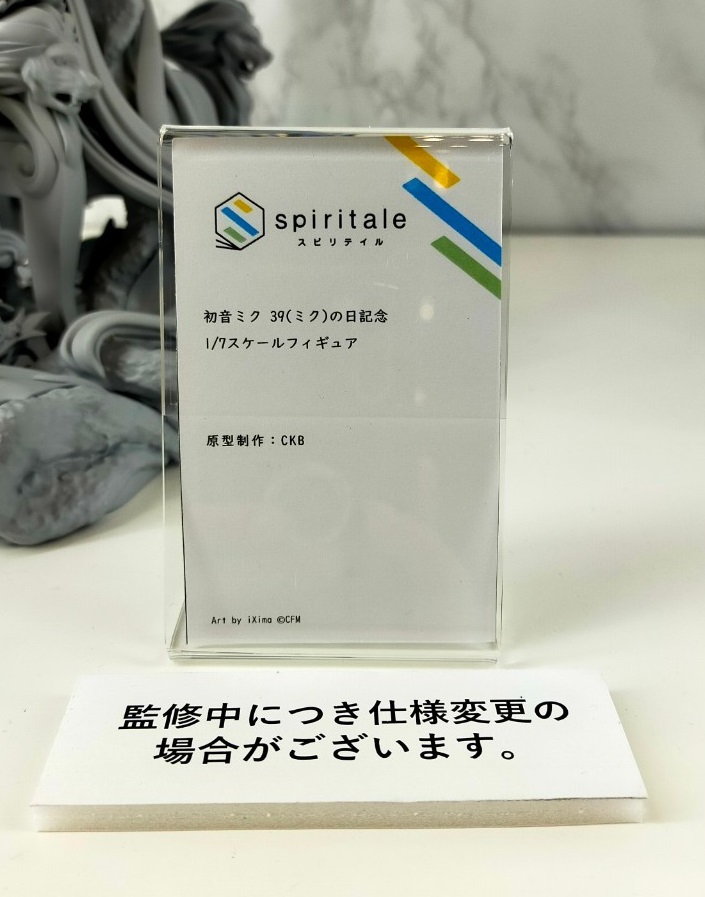 spiritale
スピリテイル
初音ミク 39(ミク)の日記念
1/7スケールフィギュア
原型制作：CKB
Art by iXima ©CFM
監修中につき仕様変更の
場合がございます。